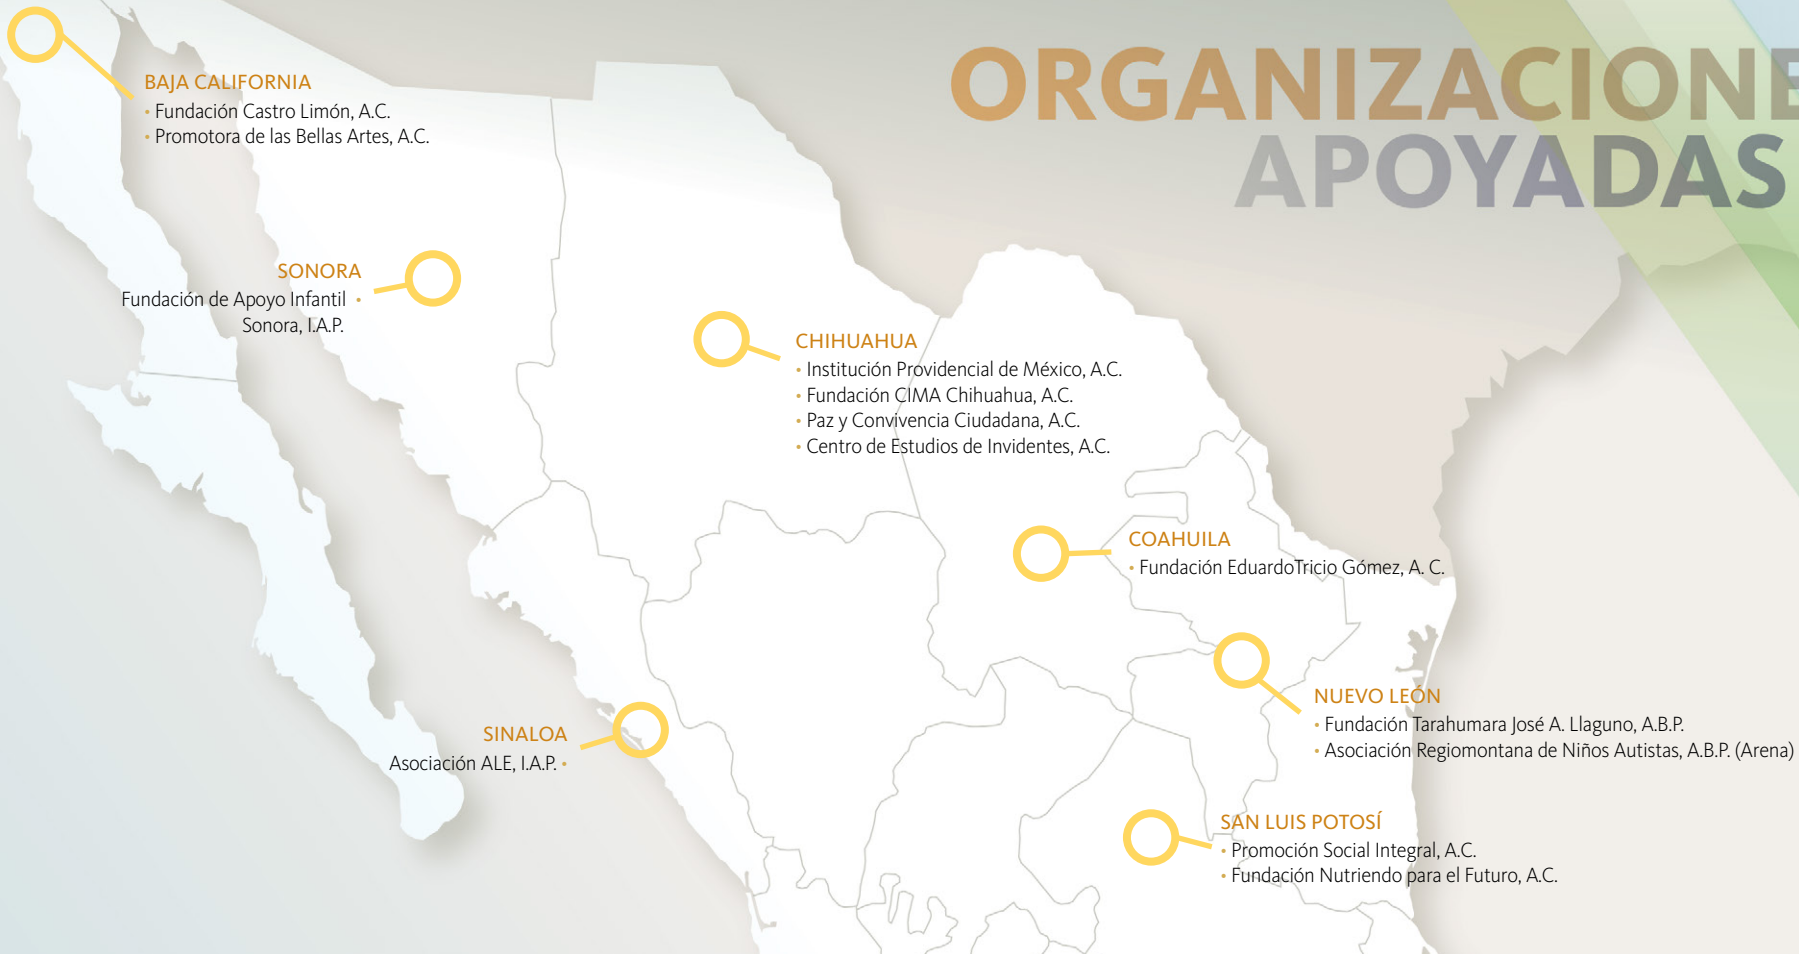 ORGANIZACIONE
APOYADAS
BAJA CALIFORNIA
• Fundación Castro Limón, A.C.
• Promotora de las Bellas Artes, A.C.
SONORA
Fundación de Apoyo Infantil •
Sonora, I.A.P.
CHIHUAHUA
• Institución Providencial de México, A.C.
• Fundación CIMA Chihuahua, A.C.
• Paz y Convivencia Ciudadana, A.C.
• Centro de Estudios de Invidentes, A.C.
COAHUILA
• Fundación EduardoTricio Gómez, A. C.
NUEVO LEÓN
• Fundación Tarahumara José A. Llaguno, A.B.P.
• Asociación Regiomontana de Niños Autistas, A.B.P. (Arena)
SINALOA
Asociación ALE, I.A.P. •
SAN LUIS POTOSÍ
• Promoción Social Integral, A.C.
• Fundación Nutriendo para el Futuro, A.C.